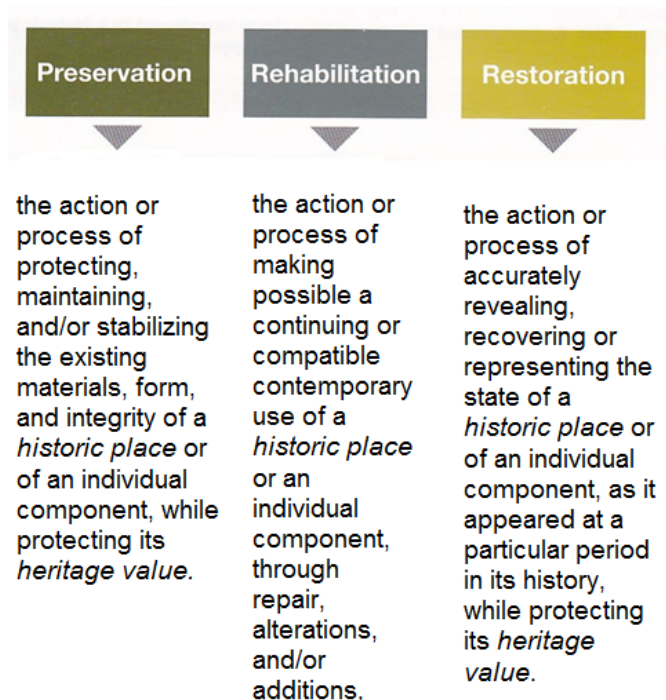 Preservation
Rehabilitation
Restoration
the action or
process of
protecting,
maintaining,
and/or stabilizing
the existing
materials, form,
and integrity of a
historic place or
of an individual
component, while
protecting its
heritage value.
the action or
process of
making
possible a
continuing or
compatible
contemporary
use of a
historic place
or an
individual
component,
through
repair,
alterations,
and/or
additions,
the action or
process of
accurately
revealing,
recovering or
representing the
state of a
historic place or
of an individual
component, as it
appeared at a
particular period
in its history,
while protecting
its heritage
value.